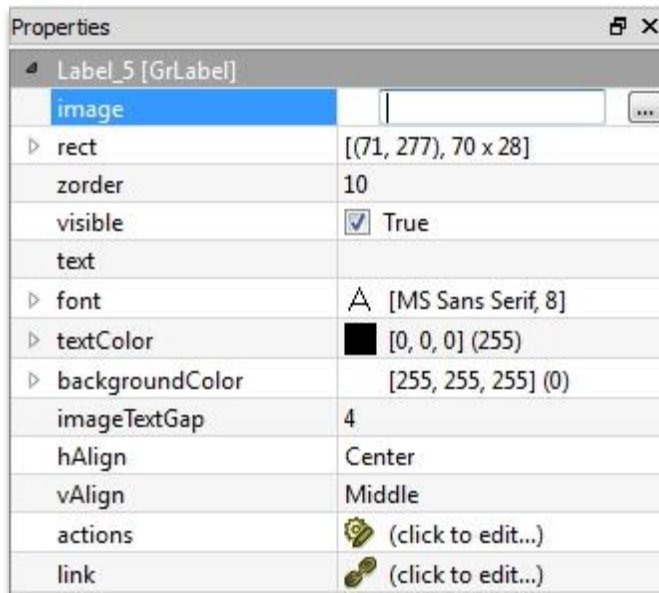 Properties
Label_5 [GrLabel]
image ...
rect [(71, 277), 70 x 28]
zorder 10
visible True
text
font A [MS Sans Serif, 8]
textColor [0, 0, 0] (255)
backgroundColor [255, 255, 255] (0)
imageTextGap 4
hAlign Center
vAlign Middle
actions (click to edit...)
link (click to edit...)